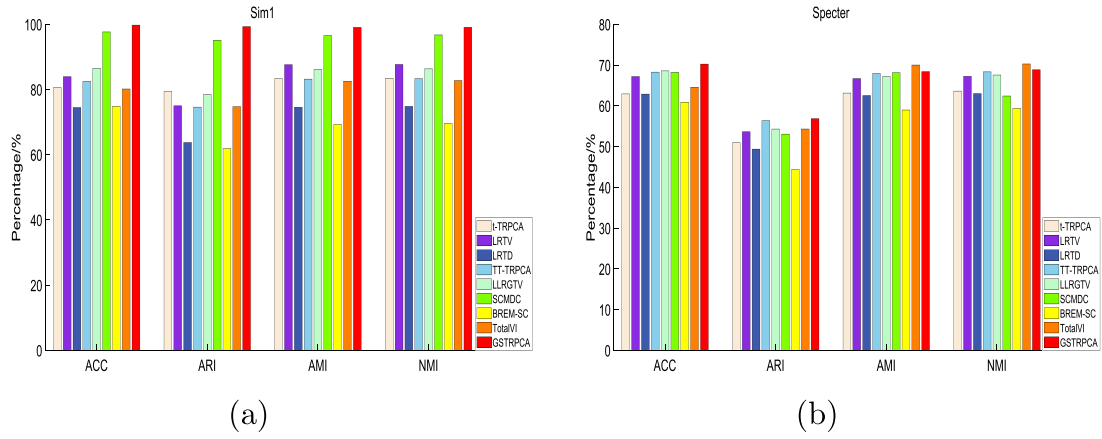 Sim1
Percentage/%
100
80
60
40
20
0
ACC
ARI
AMI
NMI
t-TRPCA
LRTV
LRTD
TT-TRPCA
LLRGTV
SCMDC
BREM-SC
TotalVI
GSTRPCA
(a)
Specter
Percentage/%
80
70
60
50
40
30
20
10
0
ACC
ARI
AMI
NMI
t-TRPCA
LRTV
LRTD
TT-TRPCA
LLRGTV
SCMDC
BREM-SC
TotalVI
GSTRPCA
(b)